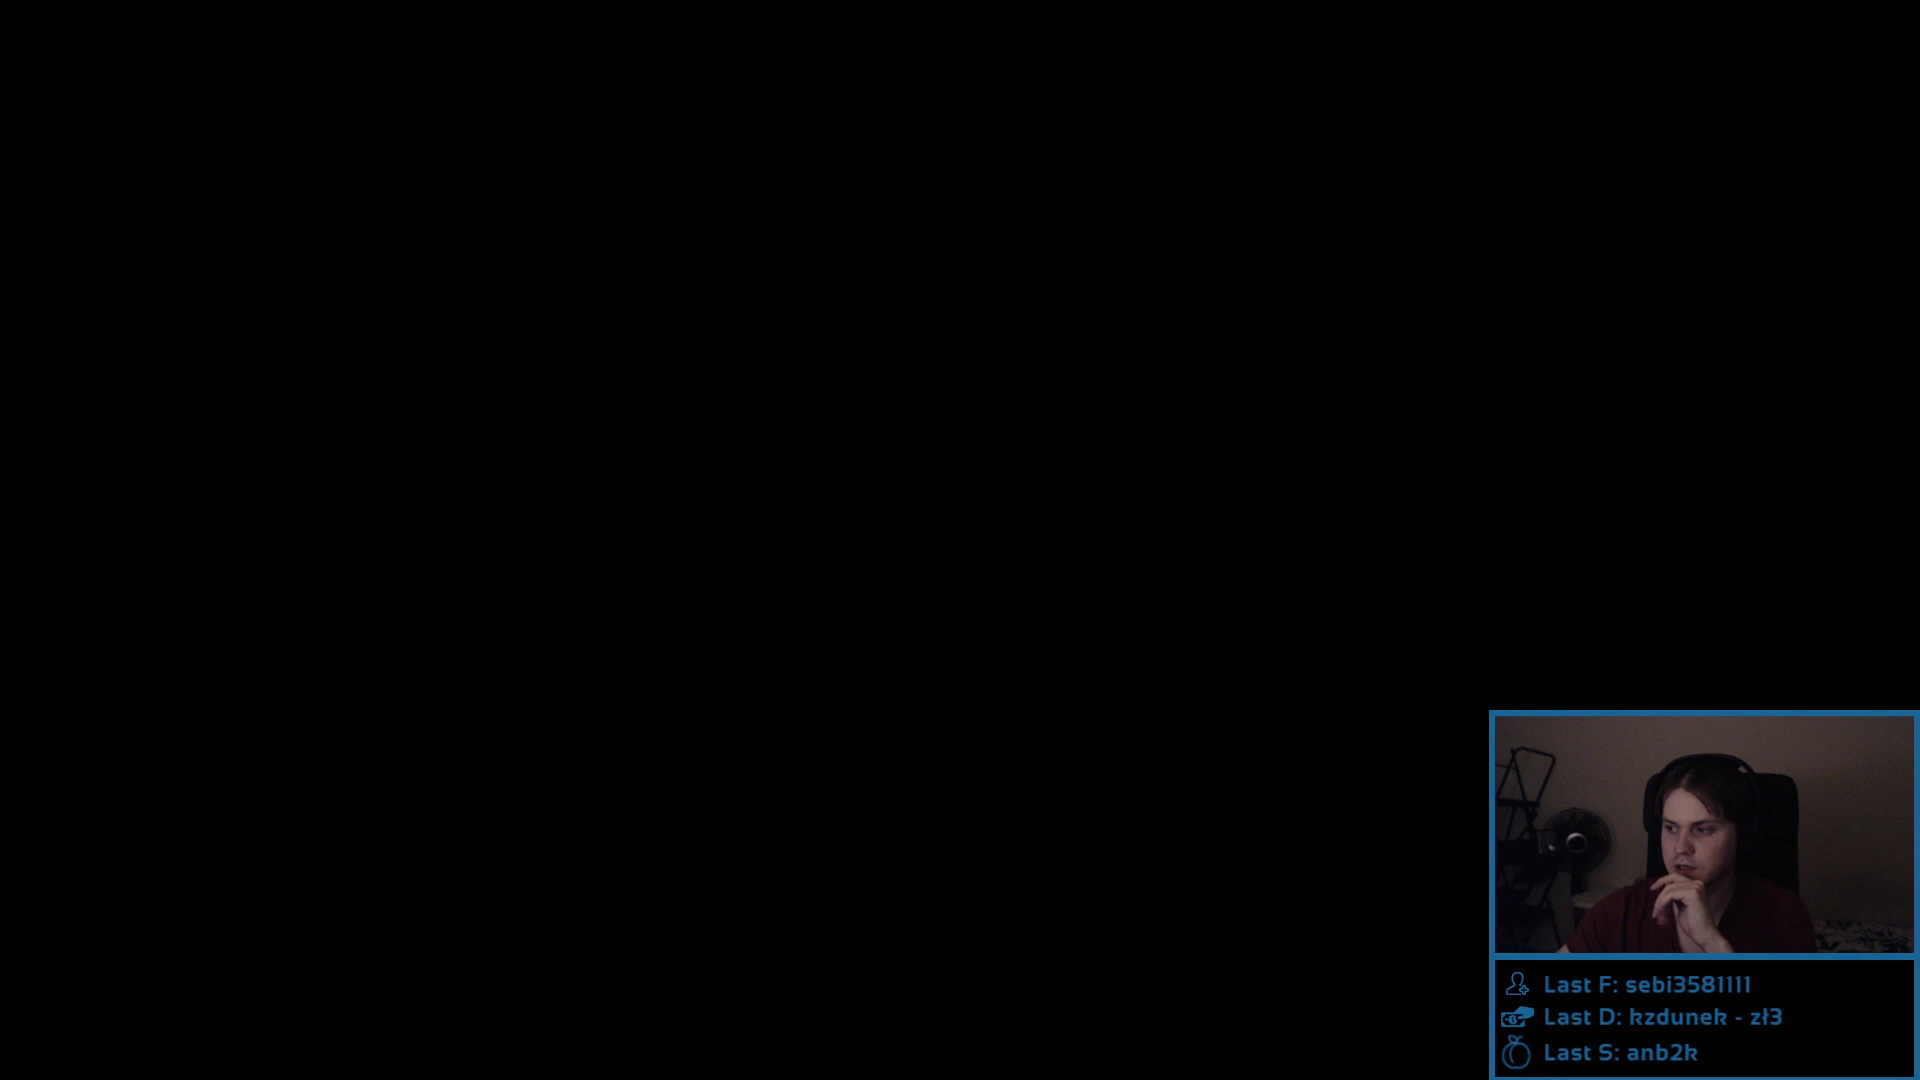 Last F: sebi3581111
Last D: kzdunek - zł3
Last S: anb2k